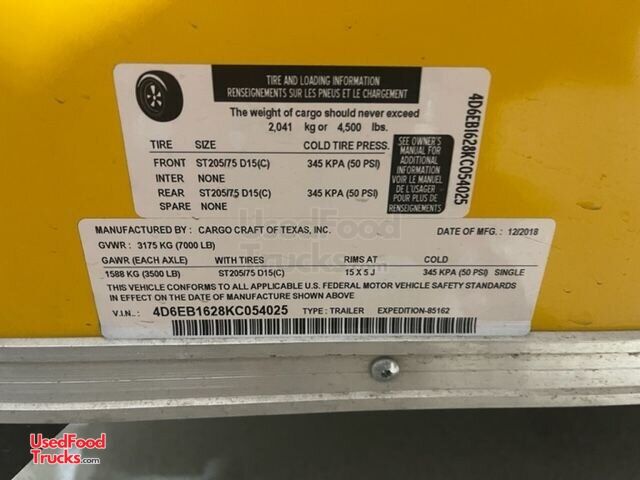 TIRE AND LOADING INFORMATION
RENSEIGNEMENTS SUR LES PNEUS ET LE CHARGEMENT
The weight of cargo should never exceed
2,041 kg or 4,500 lbs.
TIRE SIZE COLD TIRE PRESS.
FRONT ST205/75 D15(C) 345 KPA (50 PSI)
INTER NONE
REAR ST205/75 D15(C) 345 KPA (50 PSI)
SPARE NONE
SEE OWNER'S
MANUAL FOR
ADDITIONAL
INFORMATION
VOIR LE MANUEL
DE L'USAGER
POUR PLUS DE
RENSEIGNEMENTS
4D6EB1628KC054025
MANUFACTURED BY: CARGO CRAFT OF TEXAS, INC. DATE OF MFG.: 12/2018
GVWR: 3175 KG (7000 LB)
GAWR (EACH AXLE) WITH TIRES RIMS AT COLD
1588 KG (3500 LB) ST205/75 D15(C) 15 X 5 J 345 KPA (50 PSI) SINGLE
THIS VEHICLE CONFORMS TO ALL APPLICABLE U.S. FEDERAL MOTOR VEHICLE SAFETY STANDARDS
IN EFFECT ON THE DATE OF MANUFACTURE SHOWN ABOVE.
V.I.N.: 4D6EB1628KC054025 TYPE: TRAILER EXPEDITION-85162
UsedFood
Trucks.com
UsedFood
Trucks.com